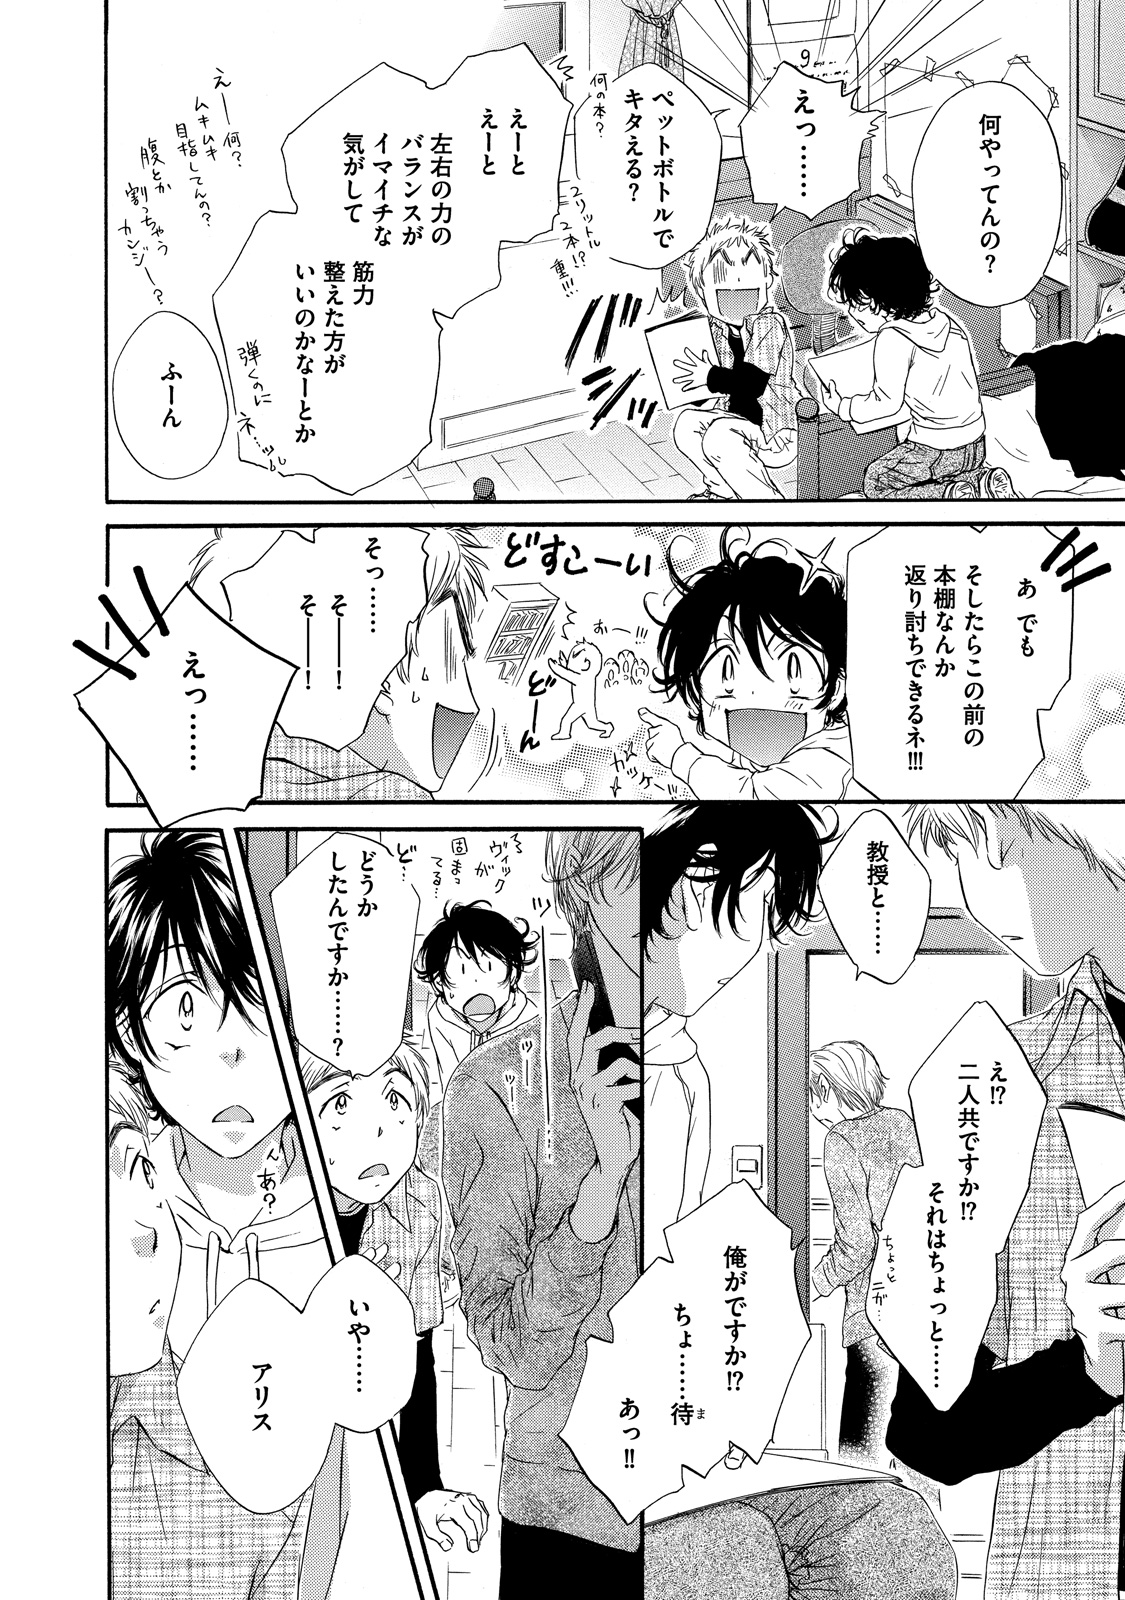 何やってんの？
えっ……
9
ペットボトルで
キタえる？
何の本？
2リットル
2本!?
重!!!
えーと
えーと
左右の力の
バランスが
イマイチな
気がして
筋力
整えた方が
いいのかなーとか
弾くのに
ネ…ッ
えー何？
ムキムキ
目指してんの？
腹とか
割っちゃう
カンジー？
ふーん
あ でも
そしたらこの前の
本棚なんか
返り討ちできるネ!!!
どすこーい
おー!!!
どーん
カッケー
そっ……
そ――！
そ――！
えっ……
教授と……
え!?
二人共ですか!?
それはちょっと……
ちょっと
ニガ…
俺がですか!?
ちょ……待
ま
あっ!!
ヴィック
が
固まっ
てる…
ど…
どうか
したんですか……？
ん
あ？
いや……
アリス